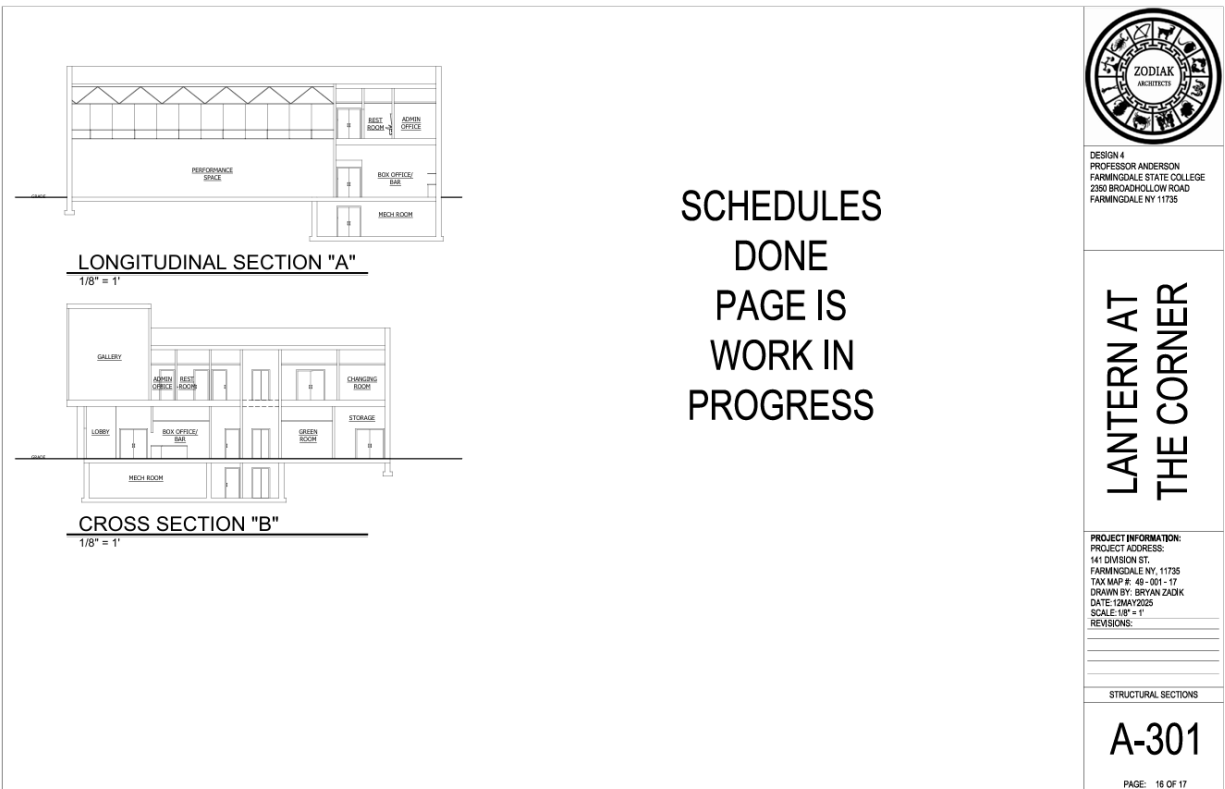 REST
ROOM
ADMIN
OFFICE
PERFORMANCE
SPACE
BOX OFFICE/
BAR
GRADE
MECH ROOM
LONGITUDINAL SECTION "A"
1/8" = 1'
GALLERY
ADMIN
OFFICE
REST
ROOM
CHANGING
ROOM
LOBBY
BOX OFFICE/
BAR
GREEN
ROOM
STORAGE
GRADE
MECH ROOM
CROSS SECTION "B"
1/8" = 1'
SCHEDULES
DONE
PAGE IS
WORK IN
PROGRESS
ZODIAK
ARCHITECTS
DESIGN 4
PROFESSOR ANDERSON
FARMINGDALE STATE COLLEGE
2350 BROADHOLLOW ROAD
FARMINGDALE NY 11735
LANTERN AT
THE CORNER
PROJECT INFORMATION:
PROJECT ADDRESS:
141 DIVISION ST.
FARMINGDALE NY, 11735
TAX MAP #: 49 - 001 - 17
DRAWN BY: BRYAN ZADIK
DATE:12MAY2025
SCALE:1/8" = 1'
REVISIONS:
STRUCTURAL SECTIONS
A-301
PAGE: 16 OF 17